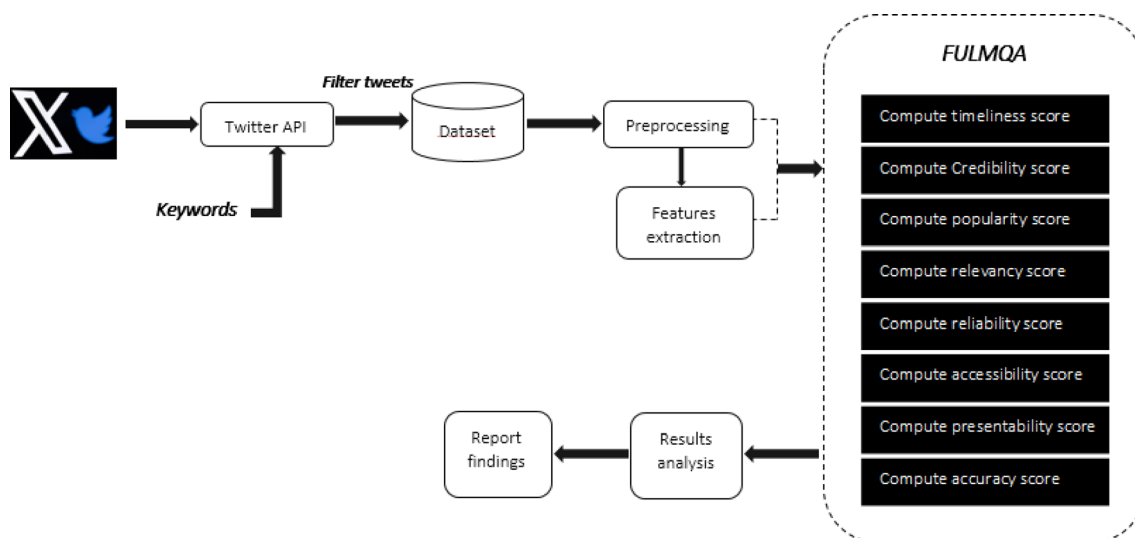 FULMQA
Filter tweets
Twitter API
Dataset
Preprocessing
Keywords
Features
extraction
Compute timeliness score
Compute Credibility score
Compute popularity score
Compute relevancy score
Compute reliability score
Compute accessibility score
Compute presentability score
Compute accuracy score
Results
analysis
Report
findings